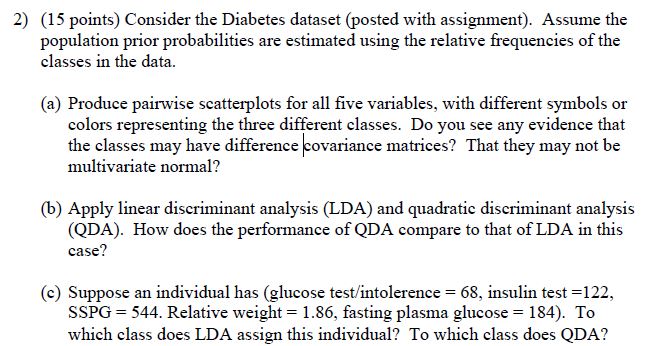 2) (15 points) Consider the Diabetes dataset (posted with assignment). Assume the
population prior probabilities are estimated using the relative frequencies of the
classes in the data.
(a) Produce pairwise scatterplots for all five variables, with different symbols or
colors representing the three different classes. Do you see any evidence that
the classes may have difference covariance matrices? That they may not be
multivariate normal?
(b) Apply linear discriminant analysis (LDA) and quadratic discriminant analysis
(QDA). How does the performance of QDA compare to that of LDA in this
case?
(c) Suppose an individual has (glucose test/intolerence = 68, insulin test =122,
SSPG = 544. Relative weight = 1.86, fasting plasma glucose = 184). To
which class does LDA assign this individual? To which class does QDA?